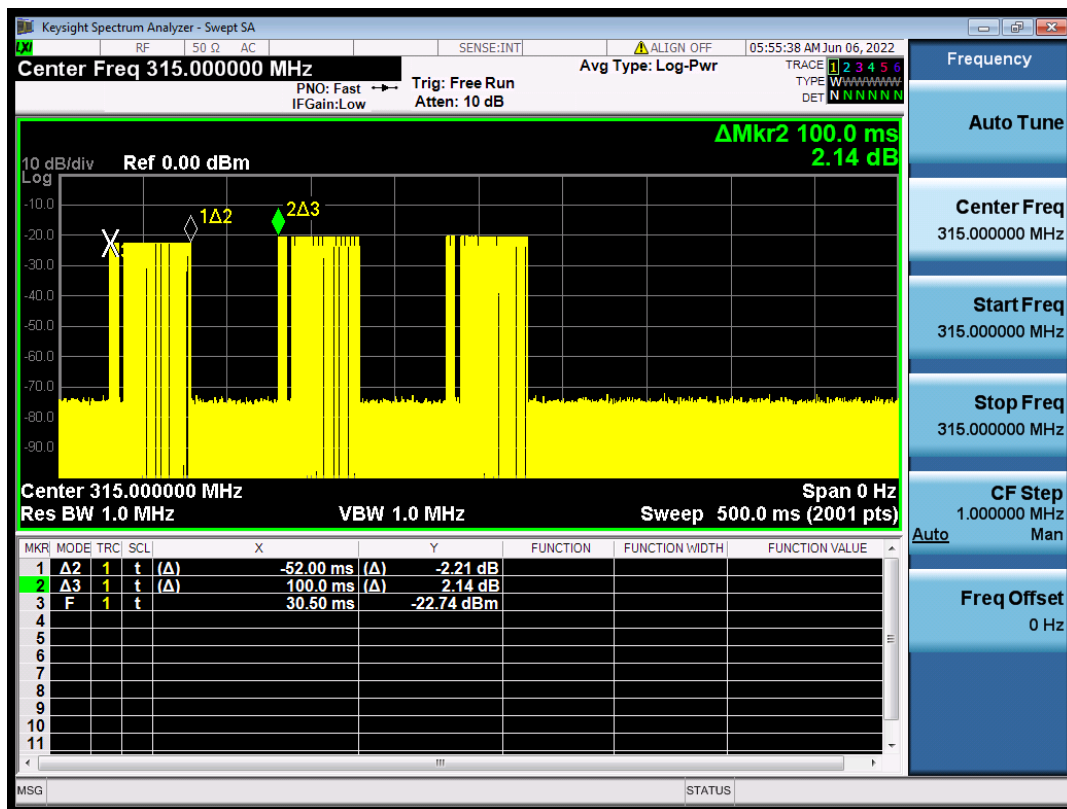 Keysight Spectrum Analyzer - Swept SA
LXI RF 50 Ω AC SENSE:INT ALIGN OFF 05:55:38 AM Jun 06, 2022
Center Freq 315.000000 MHz
PNO: Fast
IFGain:Low
Trig: Free Run
Atten: 10 dB
Avg Type: Log-Pwr
TRACE 1 2 3 4 5 6
TYPE WWWWWW
DET N N N N N N
ΔMkr2 100.0 ms
2.14 dB
10 dB/div Ref 0.00 dBm
Log
-10.0
-20.0
-30.0
-40.0
-50.0
-60.0
-70.0
-80.0
-90.0
1Δ2
2Δ3
Center 315.000000 MHz Span 0 Hz
Res BW 1.0 MHz VBW 1.0 MHz Sweep 500.0 ms (2001 pts)
MKR MODE TRC SCL X Y FUNCTION FUNCTION WIDTH FUNCTION VALUE
1 Δ2 1 t (Δ) -52.00 ms (Δ) -2.21 dB
2 Δ3 1 t (Δ) 100.0 ms (Δ) 2.14 dB
3 F 1 t 30.50 ms -22.74 dBm
4
5
6
7
8
9
10
11
MSG STATUS
Frequency
Auto Tune
Center Freq
315.000000 MHz
Start Freq
315.000000 MHz
Stop Freq
315.000000 MHz
CF Step
1.000000 MHz
Auto Man
Freq Offset
0 Hz